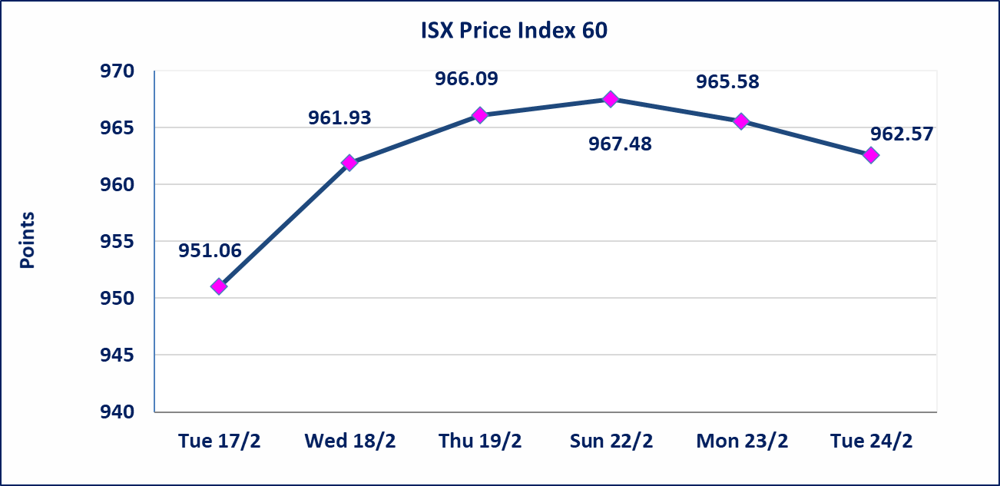 ISX Price Index 60
970
965
960
955
950
945
940
Points
951.06
961.93
966.09
967.48
965.58
962.57
Tue 17/2
Wed 18/2
Thu 19/2
Sun 22/2
Mon 23/2
Tue 24/2